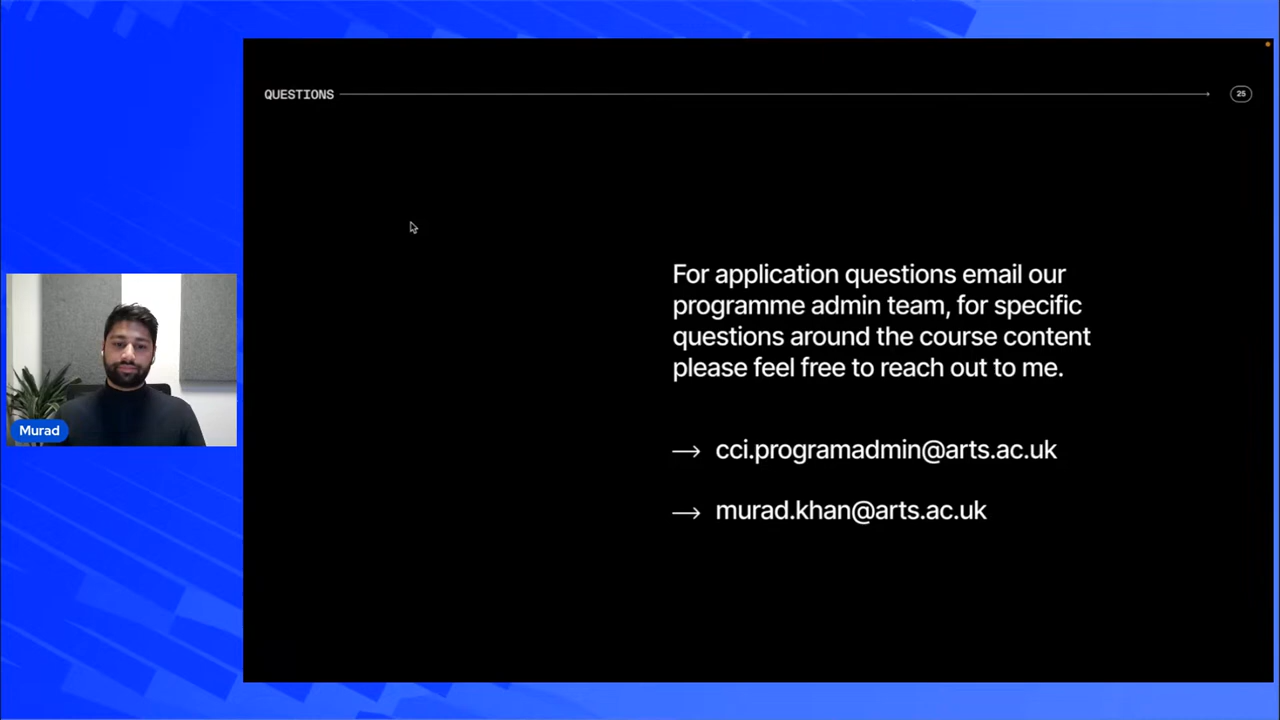 QUESTIONS
25
For application questions email our
programme admin team, for specific
questions around the course content
please feel free to reach out to me.
→ cci.programadmin@arts.ac.uk
→ murad.khan@arts.ac.uk
Murad